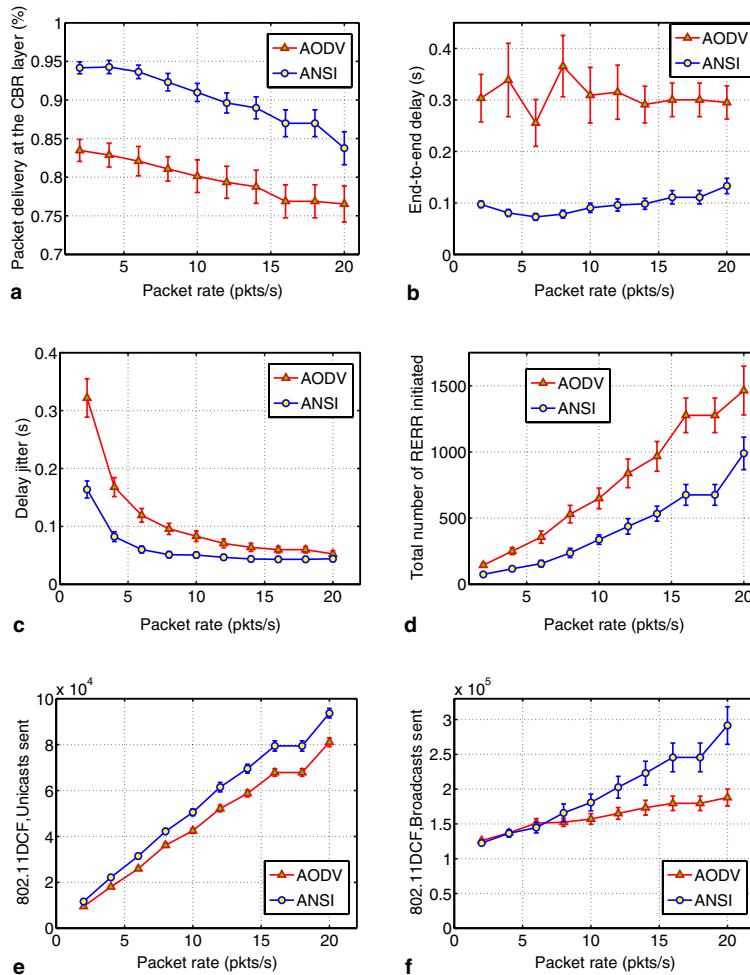 Packet delivery at the CBR layer (%)
1
0.95
0.9
0.85
0.8
0.75
0.7
5
10
15
20
Packet rate (pkts/s)
AODV
ANSI
a
End-to-end delay (s)
0.4
0.3
0.2
0.1
0
0
5
10
15
20
Packet rate (pkts/s)
AODV
ANSI
b
Delay jitter (s)
0.4
0.3
0.2
0.1
0
0
5
10
15
20
Packet rate (pkts/s)
AODV
ANSI
c
Total number of RERR initiated
1500
1000
500
0
0
5
10
15
20
Packet rate (pkts/s)
AODV
ANSI
d
802.11DCF,Unicasts sent
x 10^4
10
8
6
4
2
0
0
5
10
15
20
Packet rate (pkts/s)
AODV
ANSI
e
802.11DCF,Broadcasts sent
x 10^5
3
2.5
2
1.5
1
0.5
0
0
5
10
15
20
Packet rate (pkts/s)
AODV
ANSI
f